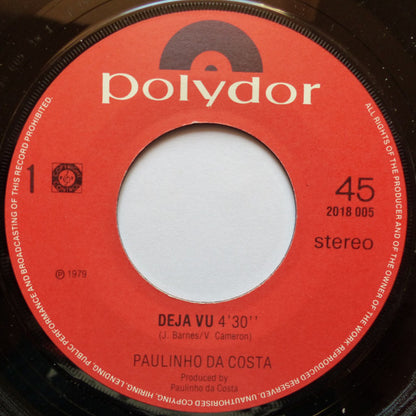 polydor
1
45
2018 005
stereo
℗ 1979
DEJA VU 4'30''
(J. Barnes/V. Cameron)
PAULINHO DA COSTA
Produced by
Paulinho da Costa
ALL RIGHTS OF THE PRODUCER AND OF THE OWNER OF THE RECORDED WORK RESERVED. UNAUTHORISED COPYING, HIRING, LENDING, PUBLIC PERFORMANCE AND BROADCASTING OF THIS RECORD PROHIBITED.